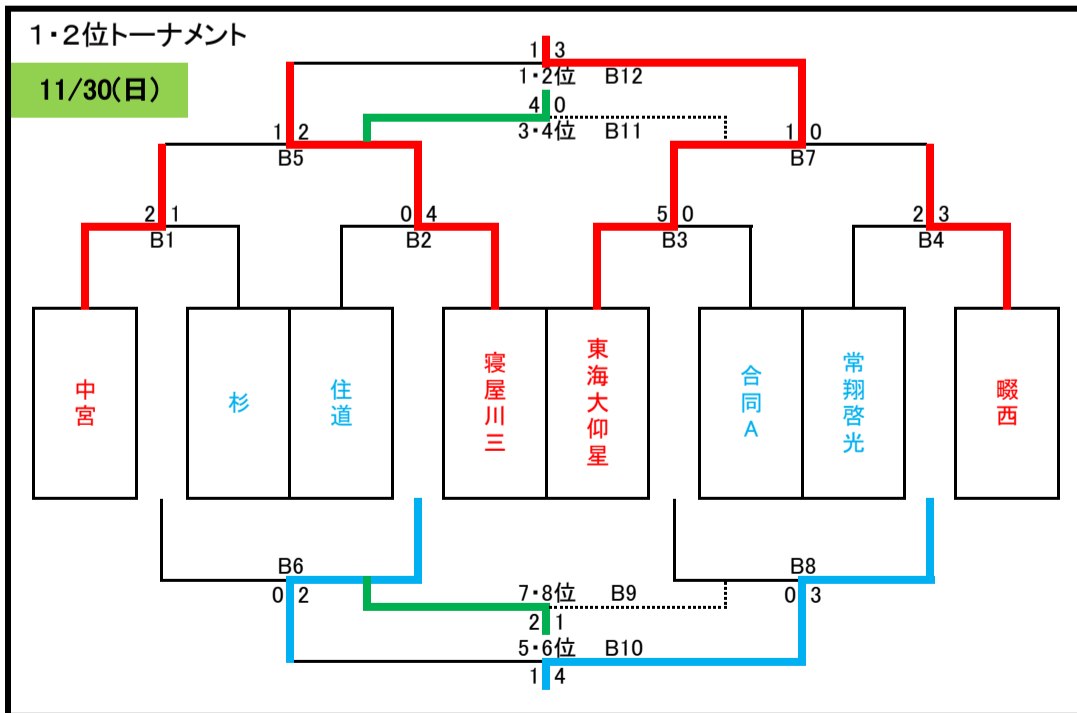 1・2位トーナメント
11/30(日)
1 3
1・2位 B12
4 0
3・4位 B11
1 2
B5
1 0
B7
2 1
B1
0 4
B2
5 0
B3
2 3
B4
中宮
杉
住道
寝屋川三
東海大仰星
合同A
常翔啓光
畷西
B6
0 2
B8
0 3
7・8位 B9
2 1
5・6位 B10
1 4